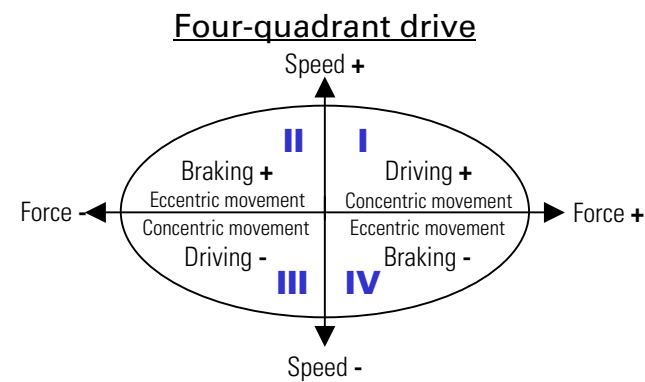 Four-quadrant drive
Speed +
II I
Braking + Driving +
Eccentric movement Concentric movement
Force - Force +
Concentric movement Eccentric movement
Driving - Braking -
III IV
Speed -